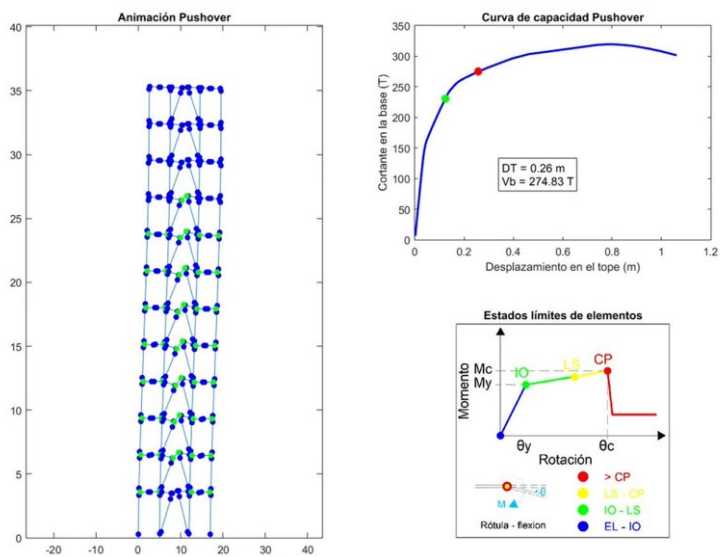 Animación Pushover
40
35
30
25
20
15
10
5
0
-20 -10 0 10 20 30 40
Curva de capacidad Pushover
Cortante en la base (T)
350
300
250
200
150
100
50
0
DT = 0.26 m
Vb = 274.83 T
0 0.2 0.4 0.6 0.8 1 1.2
Desplazamiento en el tope (m)
Estados límites de elementos
Momento
Mc
My
IO
LS
CP
θy
θc
Rotación
θ
M
Rótula - flexion
> CP
LS - CP
IO - LS
EL - IO